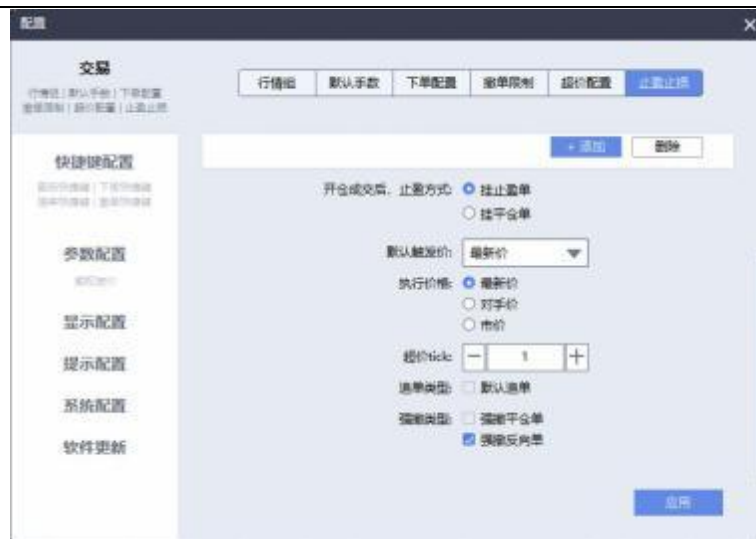 配置
交易
行情组 | 默认手数 | 下单配置
撤单限制 | 超价配置 | 止盈止损
行情组 默认手数 下单配置 撤单限制 超价配置 止盈止损
+ 添加 删除
快捷键配置
开仓成交后，止盈方式: 挂止盈单
挂平仓单
默认触发价: 最新价
参数配置
执行价格: 最新价
对手价
市价
显示配置
超价tick: 1
提示配置
追单类型: 默认追单
系统配置
强撤类型: 强撤平仓单
强撤反向单
软件更新
应用